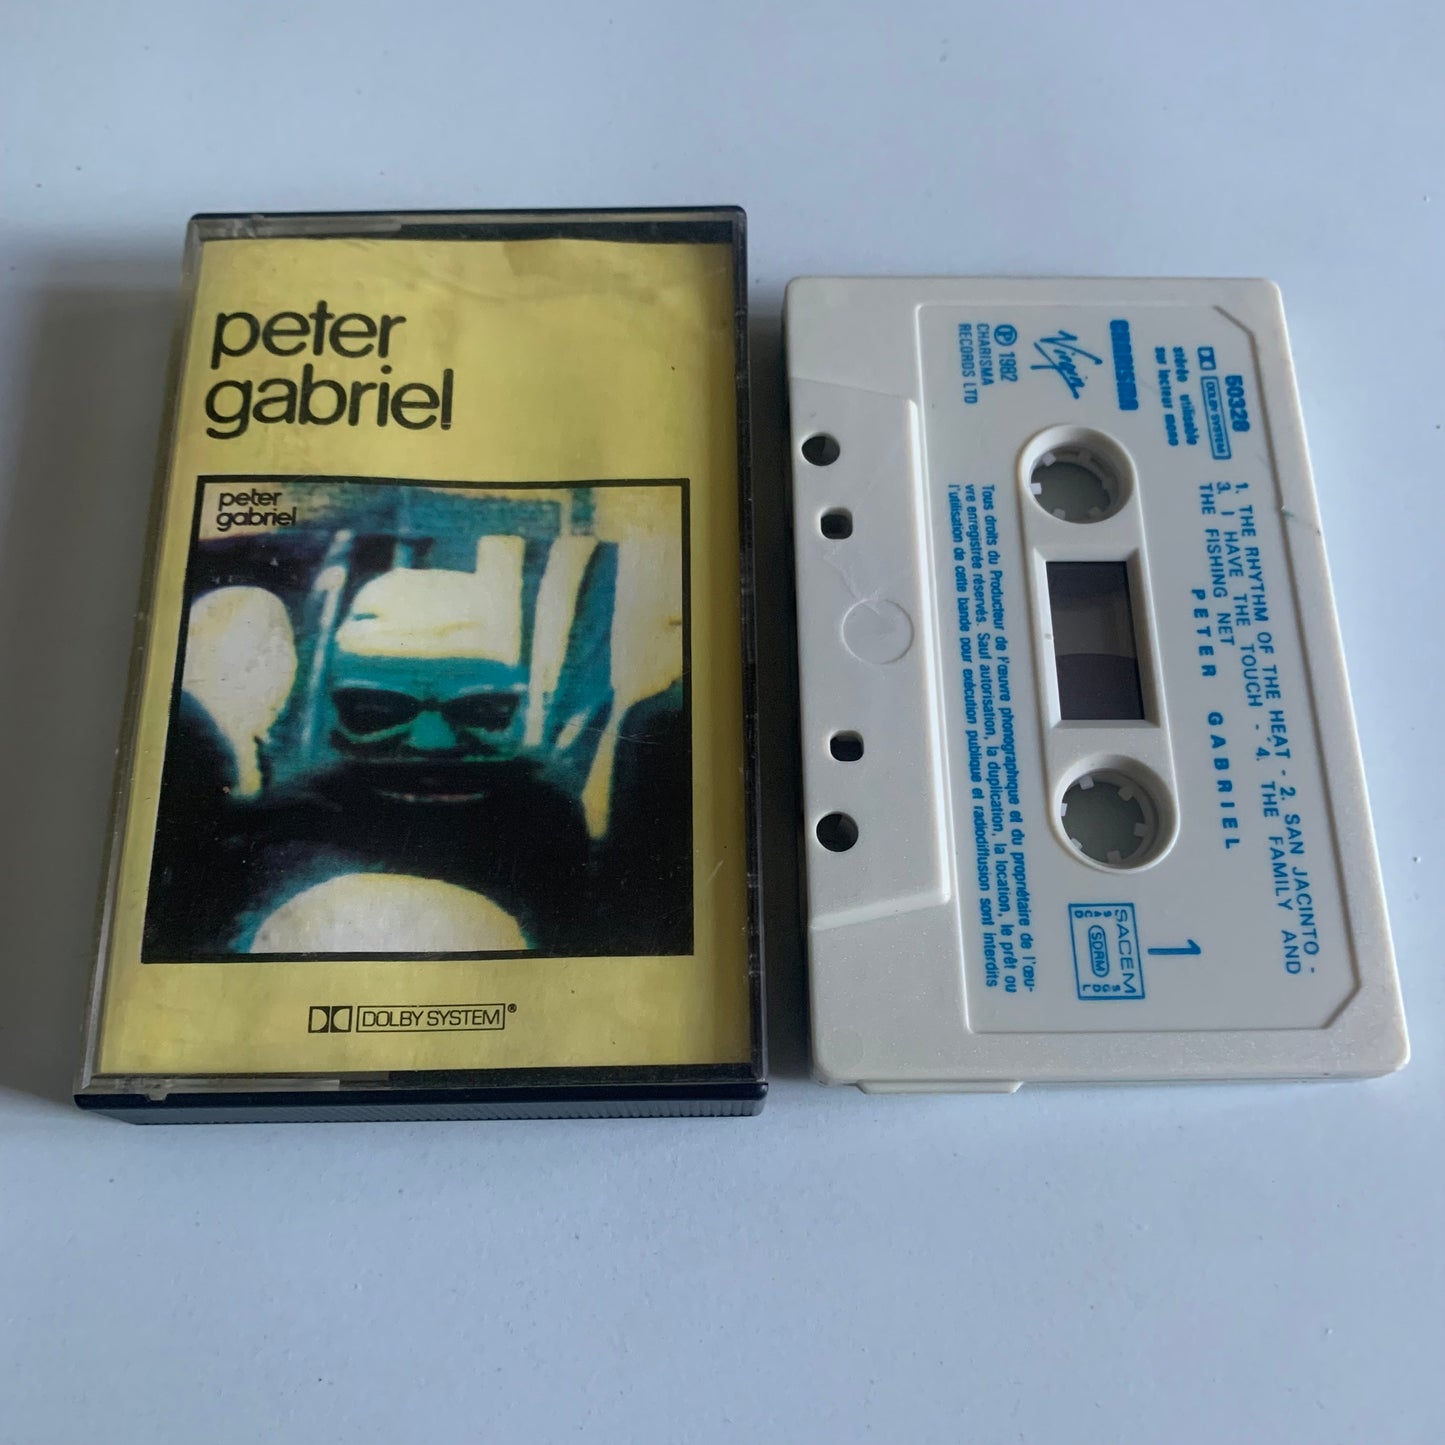 peter
gabriel
peter
gabriel
DOLBY SYSTEM®
50328
DOLBY SYSTEM
stéréo utilisable
sur lecteur mono
CHARISMA
Virgin
Ⓟ 1982
CHARISMA
RECORDS LTD
1. THE RHYTHM OF THE HEAT - 2. SAN JACINTO -
3. I HAVE THE TOUCH - 4. THE FAMILY AND
THE FISHING NET
PETER GABRIEL
1
SACEM
SDRM
SACD
SGDL
Tous droits du Producteur de l'œuvre phonographique et du propriétaire de l'œu-
vre enregistrée réservés. Sauf autorisation, la duplication, la location, le prêt ou
l'utilisation de cette bande pour exécution publique et radiodiffusion sont interdits